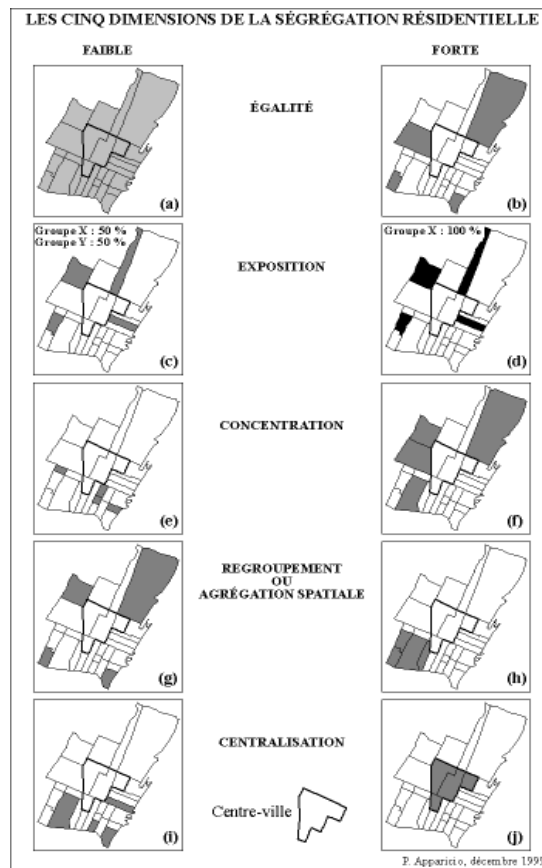 LES CINQ DIMENSIONS DE LA SÉGRÉGATION RÉSIDENTIELLE
FAIBLE
FORTE
ÉGALITÉ
(a)
(b)
Groupe X : 50 %
Groupe Y : 50 %
Groupe X : 100 %
EXPOSITION
(c)
(d)
CONCENTRATION
(e)
(f)
REGROUPEMENT
OU
AGRÉGATION SPATIALE
(g)
(h)
CENTRALISATION
Centre-ville
(i)
(j)
P. Apparicio, décembre